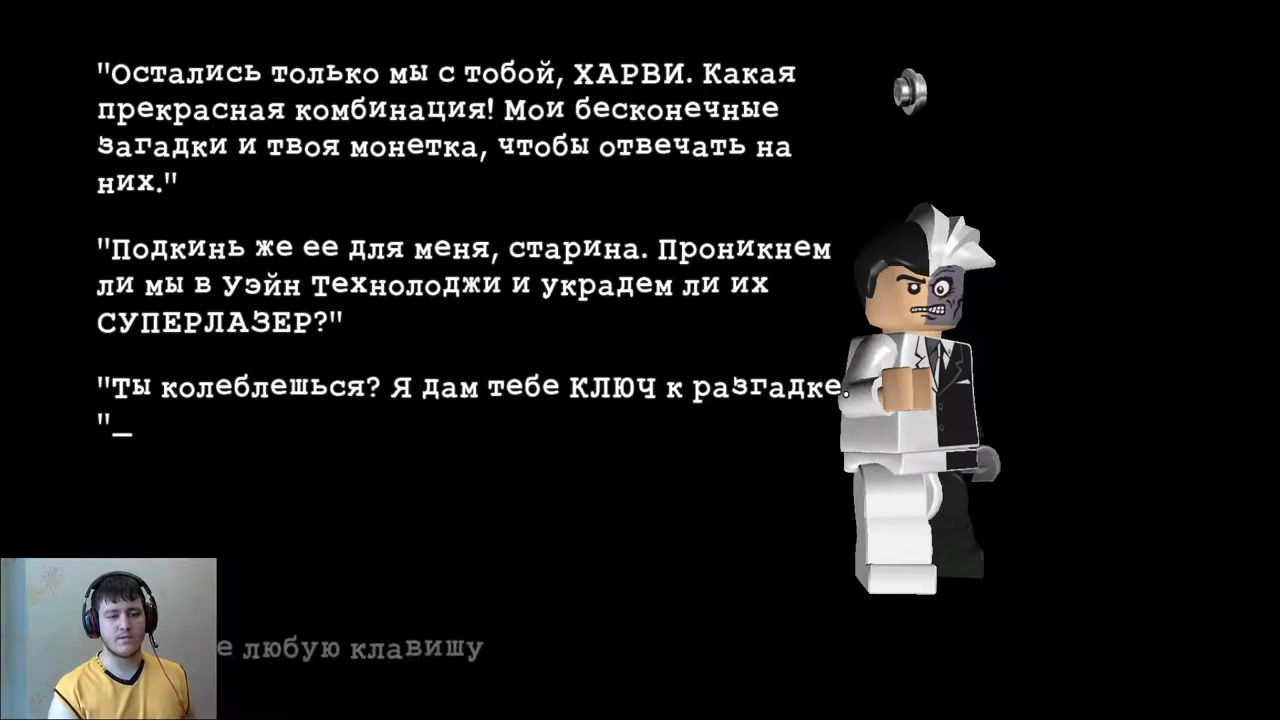 "Остались только мы с тобой, ХАРВИ. Какая
прекрасная комбинация! Мои бесконечные
загадки и твоя монетка, чтобы отвечать на
них."
"Подкинь же ее для меня, старина. Проникнем
ли мы в Уэйн Технолоджи и украдем ли их
СУПЕРЛАЗЕР?"
"Ты колеблешься? Я дам тебе КЛЮЧ к разгадке.
"_
е любую клавишу